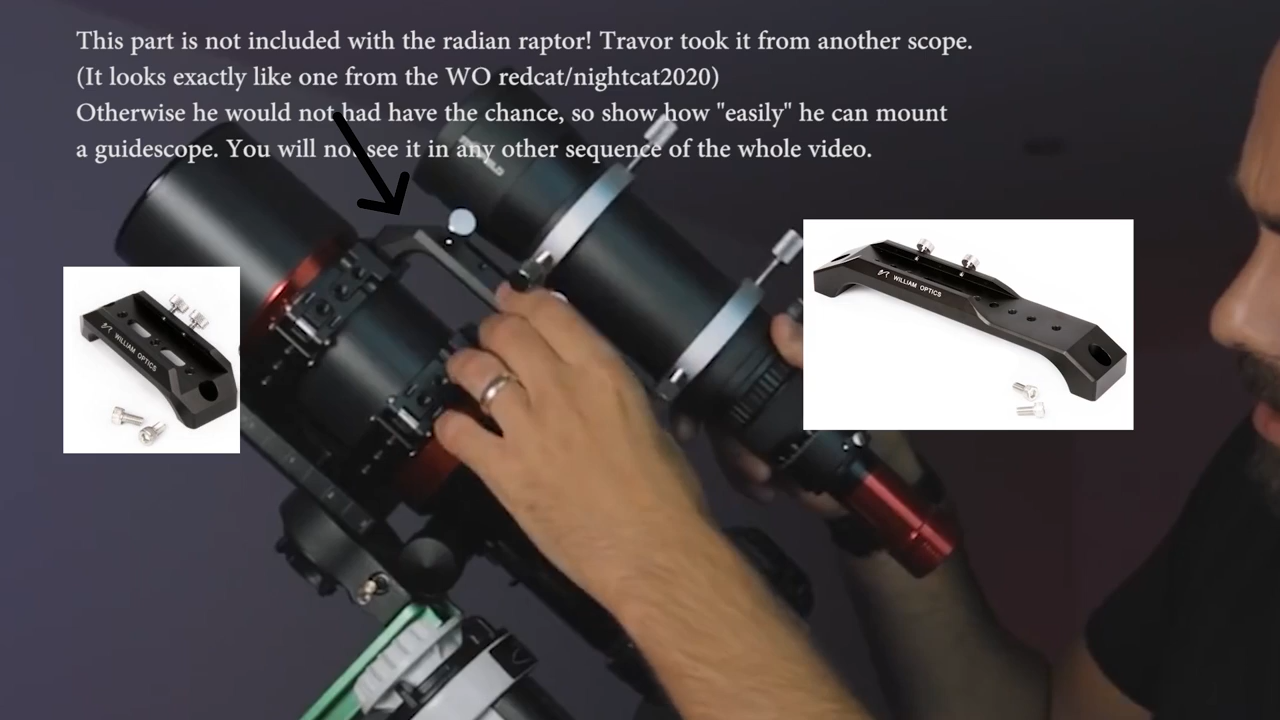 This part is not included with the radian raptor! Travor took it from another scope.
(It looks exactly like one from the WO redcat/nightcat2020)
Otherwise he would not had have the chance, so show how "easily" he can mount
a guidescope. You will not see it in any other sequence of the whole video.
WILLIAM OPTICS
WILLIAM OPTICS